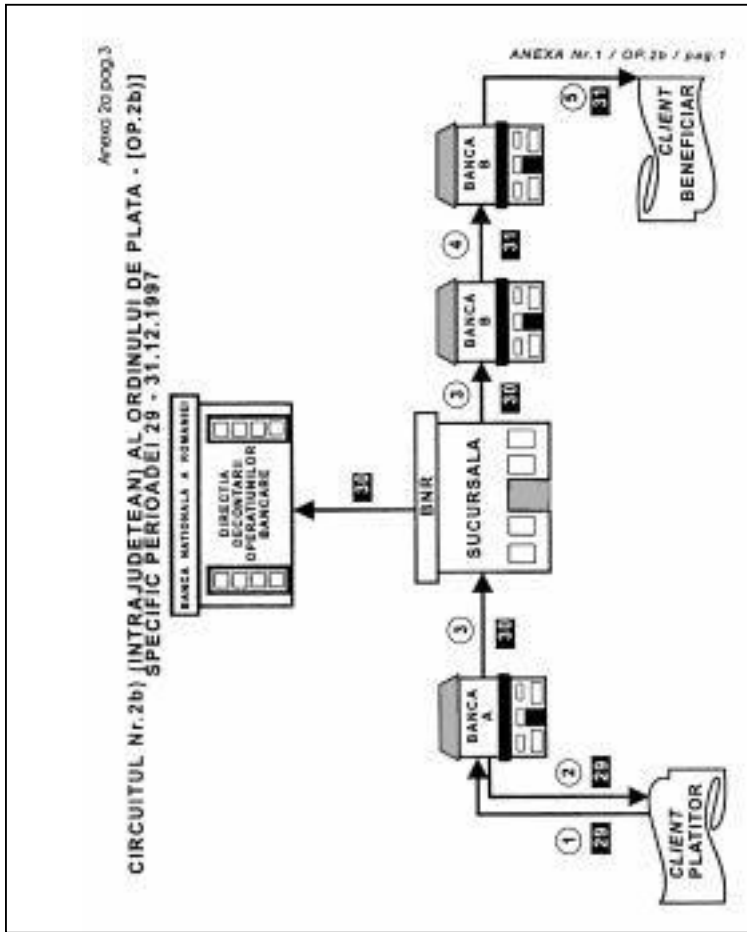 Anexa 2a pag.3
CIRCUITUL Nr.2b) (INTRAJUDETEAN) AL ORDINULUI DE PLATA - [OP.2b)]
SPECIFIC PERIOADEI 29 - 31.12.1997
ANEXA Nr.1 / OP.2b / pag.1
BANCA NATIONALA A ROMANIEI
DIRECTIA
DECONTARII
OPERATIUNILOR
BANCARE
30
BNR
SUCURSALA
BANCA
A
3
30
3
30
BANCA
B
4
31
BANCA
B
5
31
1
29
2
29
CLIENT
PLATITOR
CLIENT
BENEFICIAR